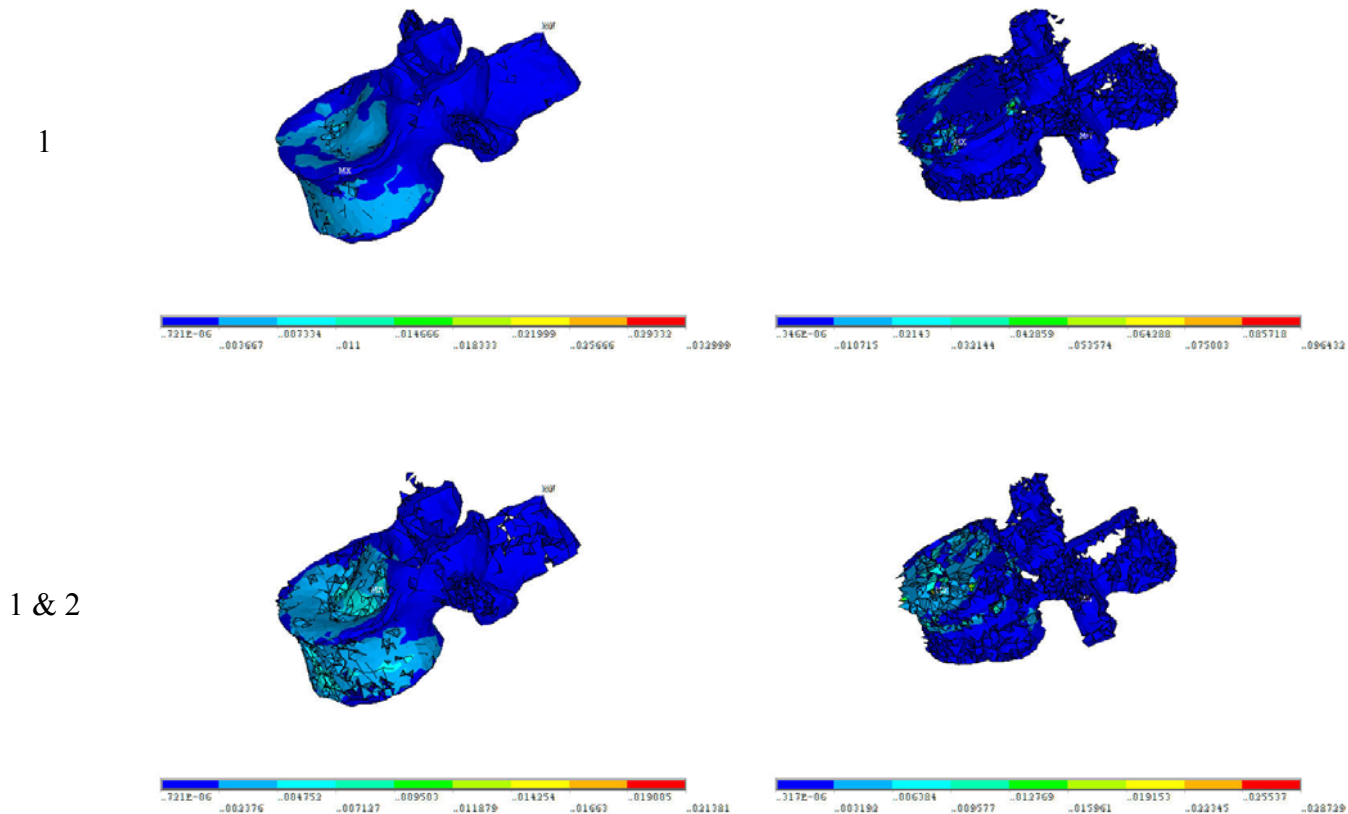 1
MX
MX
..721E-06 ..007334 ..014666 ..021999 ..029332
..003667 ..011 ..018333 ..025666 ..032999
..346E-06 ..02143 ..042859 ..064288 ..085718
..010715 ..032144 ..053574 ..075003 ..096432
1 & 2
..721E-06 ..004752 ..009503 ..014254 ..019005
..002376 ..007127 ..011879 ..01663 ..021381
..317E-06 ..006384 ..012769 ..019153 ..025537
..003192 ..009577 ..015961 ..022345 ..028729